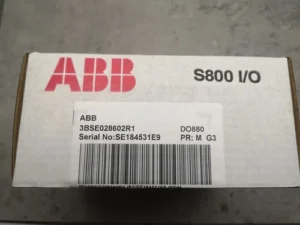 ABB
S800 I/O
ABB
3BSE028602R1 DO880
Serial No:SE184531E9 PR: M G3